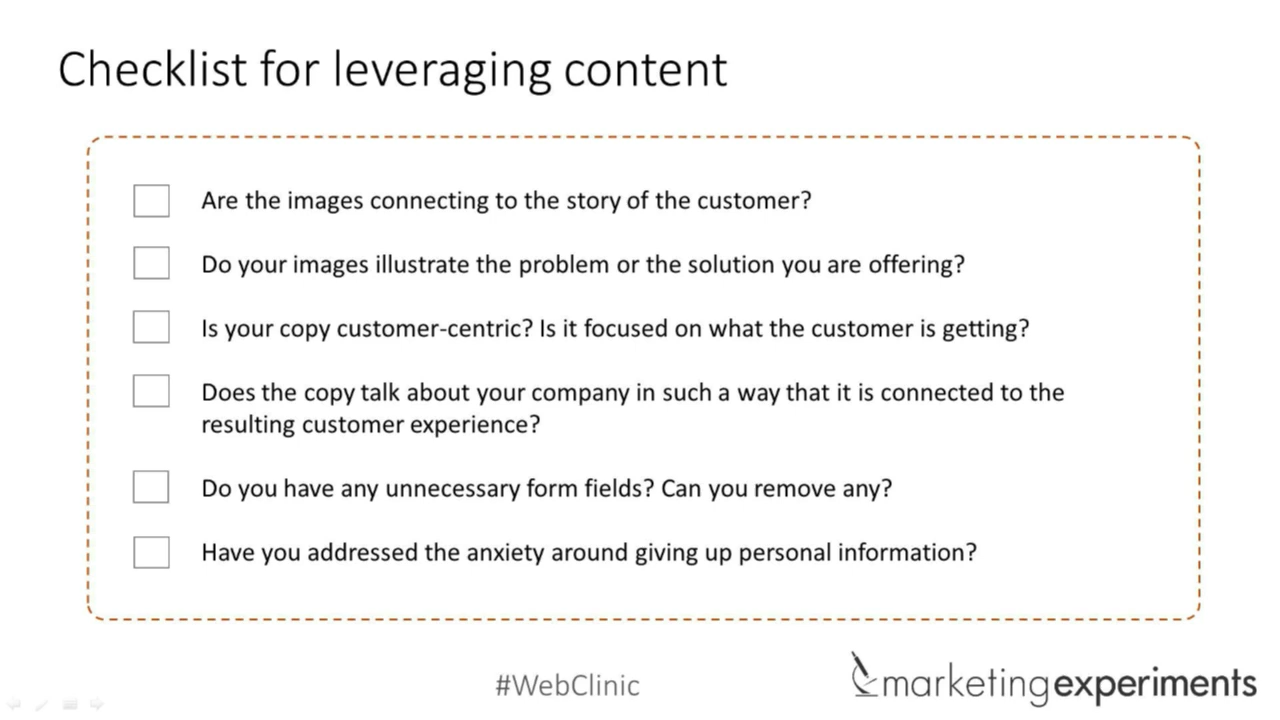 Checklist for leveraging content
Are the images connecting to the story of the customer?
Do your images illustrate the problem or the solution you are offering?
Is your copy customer-centric? Is it focused on what the customer is getting?
Does the copy talk about your company in such a way that it is connected to the
resulting customer experience?
Do you have any unnecessary form fields? Can you remove any?
Have you addressed the anxiety around giving up personal information?
#WebClinic
marketingexperiments